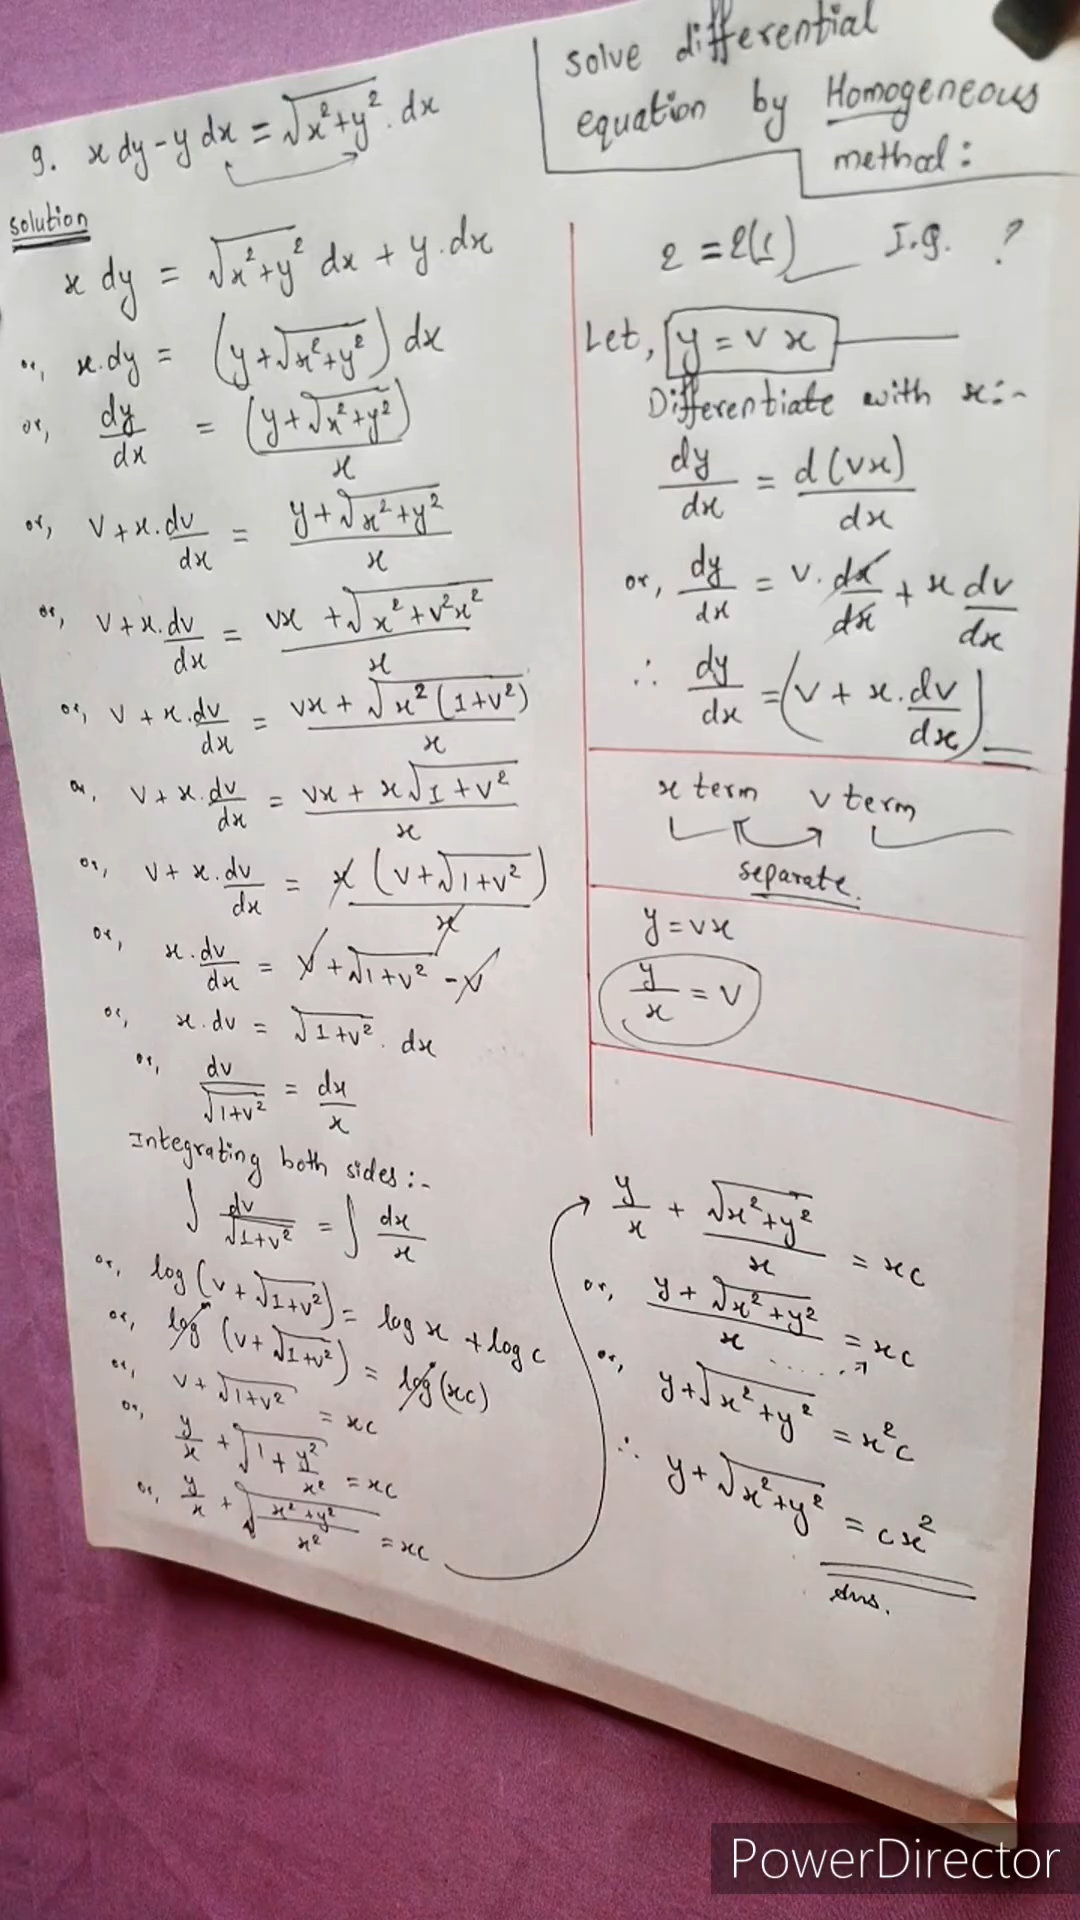 solve differential
equation by Homogeneous
method:
9. x dy - y dx = √(x²+y²). dx
solution
x dy = √(x²+y²) dx + y.dx
or, x.dy = (y+√(x²+y²)) dx
or, dy/dx = (y+√(x²+y²))/x
or, v + x.dv/dx = (y+√(x²+y²))/x
or, v + x.dv/dx = (vx + √(x²+v²x²))/x
or, v + x.dv/dx = (vx + √(x²(1+v²)))/x
or, v + x.dv/dx = (vx + x√(1+v²))/x
or, v + x.dv/dx = x(v+√(1+v²))/x
or, x.dv/dx = v + √(1+v²) - v
or, x.dv = √(1+v²). dx
or, dv/√(1+v²) = dx/x
Integrating both sides:-
∫ dv/√(1+v²) = ∫ dx/x
or, log(v+√(1+v²)) = log x + log c
or, log (v+√(1+v²)) = log(xc)
or, v+√(1+v²) = xc
or, y/x + √(1+y²/x²) = xc
or, y/x + √((x²+y²)/x²) = xc
2 = 2(1) I.g. ?
Let, y = v x
Differentiate with x:-
dy/dx = d(vx)/dx
or, dy/dx = v.dx/dx + x dv/dx
∴ dy/dx = (v + x.dv/dx)
x term v term
separate.
y = vx
y/x = v
y/x + √(x²+y²)/x = xc
or, (y+√(x²+y²))/x = xc
or, y+√(x²+y²) = x²c
∴ y+√(x²+y²) = cx²
Ans.
PowerDirector